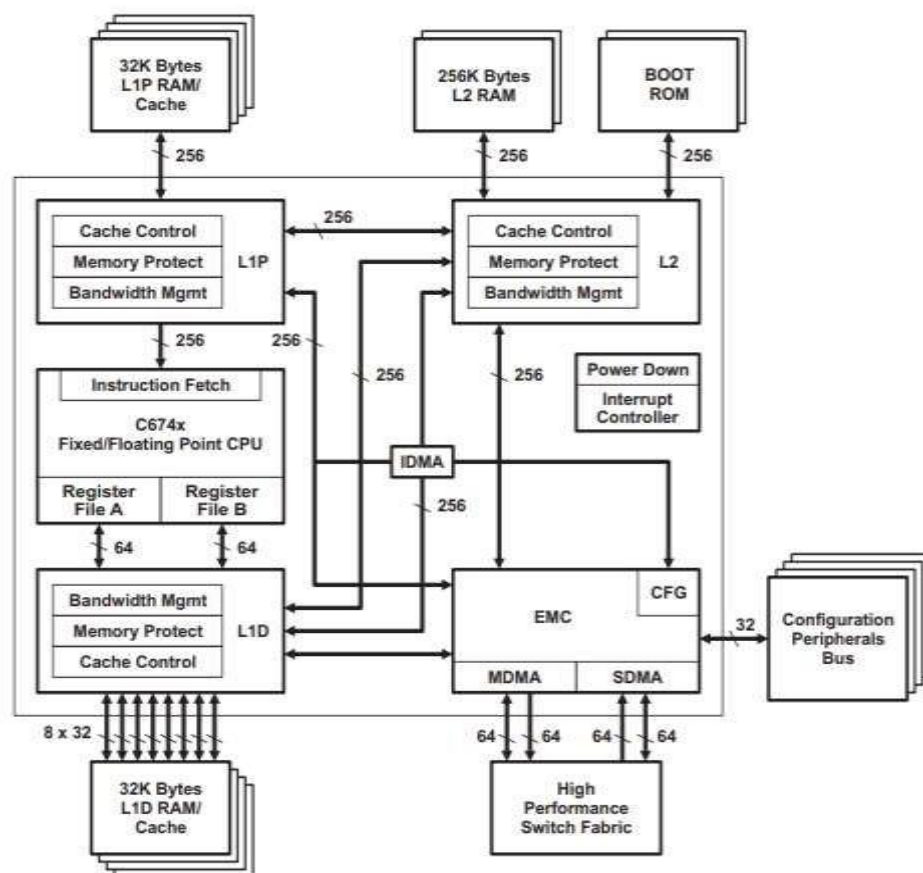 32K Bytes
L1P RAM/
Cache
256K Bytes
L2 RAM
BOOT
ROM
256
256
256
Cache Control
Memory Protect
Bandwidth Mgmt
L1P
256
Cache Control
Memory Protect
Bandwidth Mgmt
L2
256
256
256
256
Power Down
Interrupt
Controller
Instruction Fetch
C674x
Fixed/Floating Point CPU
Register
File A
Register
File B
IDMA
256
64
64
Bandwidth Mgmt
Memory Protect
Cache Control
L1D
EMC
CFG
MDMA
SDMA
32
Configuration
Peripherals
Bus
8 x 32
64
64
64
64
32K Bytes
L1D RAM/
Cache
High
Performance
Switch Fabric